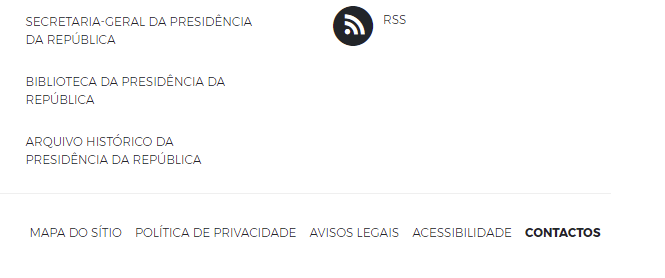 SECRETARIA-GERAL DA PRESIDÊNCIA
DA REPÚBLICA
RSS
BIBLIOTECA DA PRESIDÊNCIA DA
REPÚBLICA
ARQUIVO HISTÓRICO DA
PRESIDÊNCIA DA REPÚBLICA
MAPA DO SÍTIO POLÍTICA DE PRIVACIDADE AVISOS LEGAIS ACESSIBILIDADE CONTACTOS